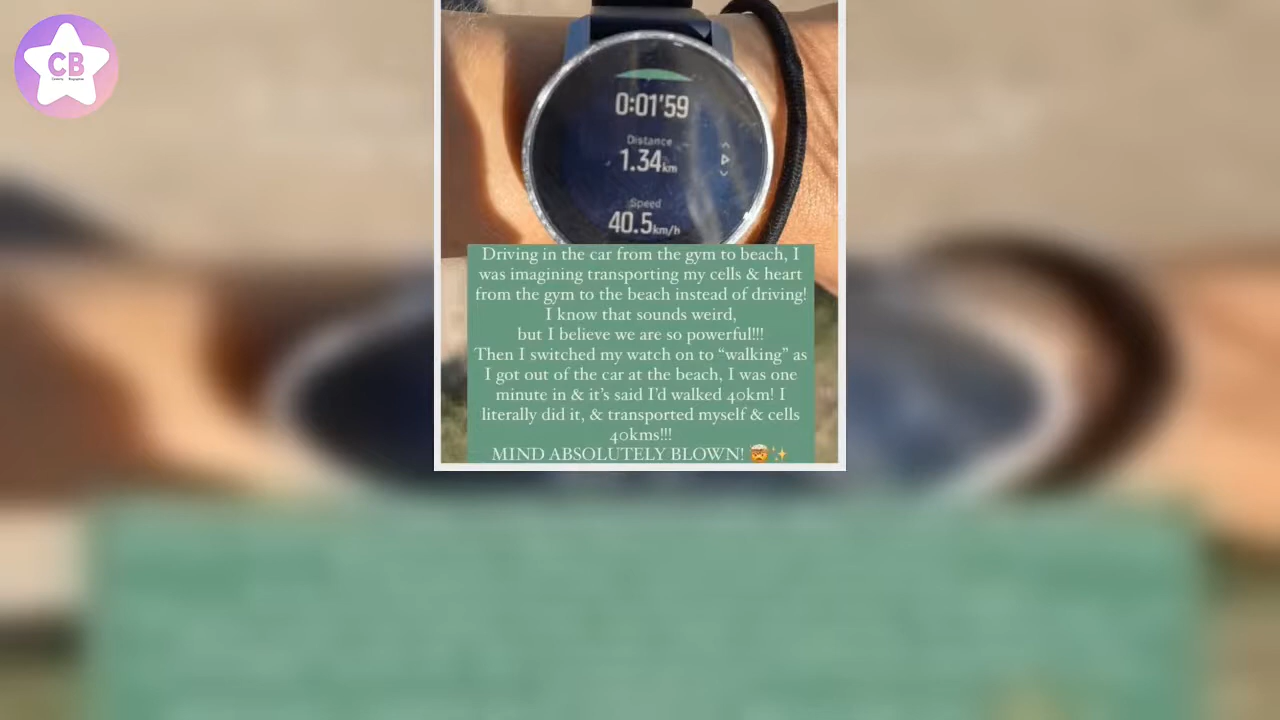 CB
0:01'59
Distance
1.34km
Speed
40.5km/h
Driving in the car from the gym to beach, I
was imagining transporting my cells & heart
from the gym to the beach instead of driving!
I know that sounds weird,
but I believe we are so powerful!!!
Then I switched my watch on to “walking” as
I got out of the car at the beach, I was one
minute in & it’s said I’d walked 40km! I
literally did it, & transported myself & cells
40kms!!!
MIND ABSOLUTELY BLOWN! 🤯✨